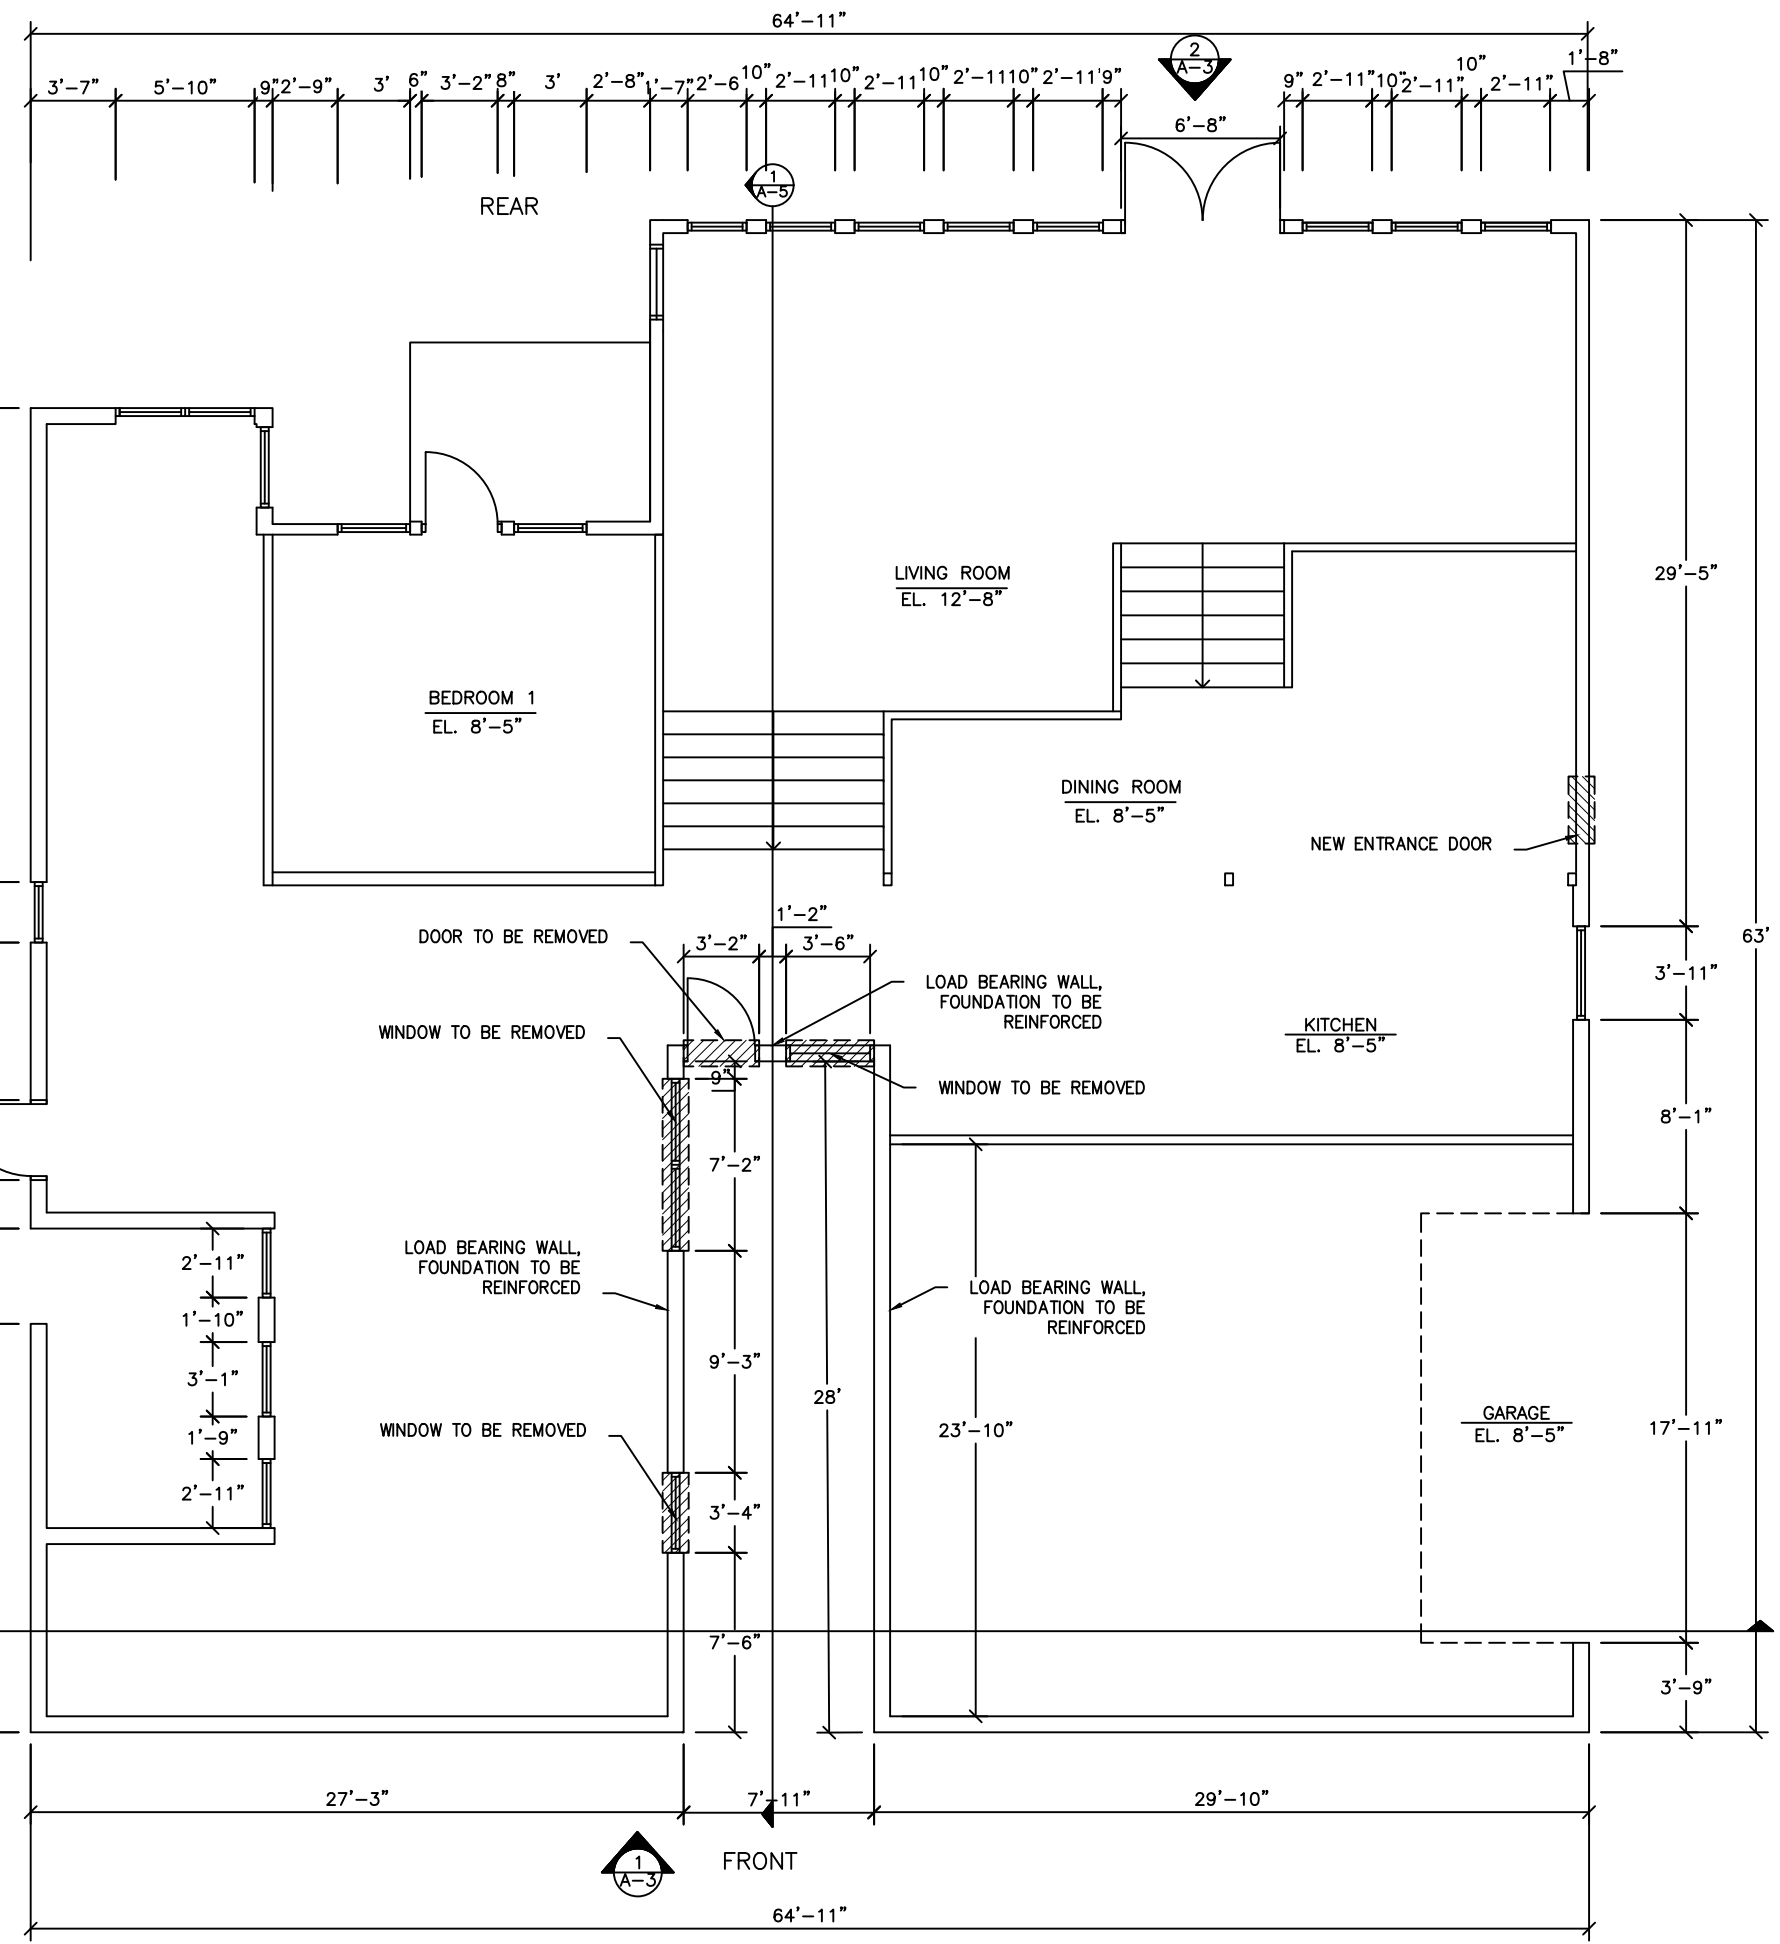 64'-11"
2
A-3
3'-7" 5'-10" 9" 2'-9" 3' 6" 3'-2" 8" 3' 2'-8" 1'-7" 2'-6 10" 2'-11 10" 2'-11 10" 2'-11 10" 2'-11 9" 9" 2'-11" 10" 2'-11" 10" 2'-11" 1'-8"
6'-8"
1
A-5
REAR
LIVING ROOM
EL. 12'-8"
29'-5"
BEDROOM 1
EL. 8'-5"
DINING ROOM
EL. 8'-5"
NEW ENTRANCE DOOR
1'-2"
DOOR TO BE REMOVED
3'-2" 3'-6"
63'
3'-11"
LOAD BEARING WALL,
FOUNDATION TO BE
REINFORCED
WINDOW TO BE REMOVED
KITCHEN
EL. 8'-5"
9"
WINDOW TO BE REMOVED
8'-1"
7'-2"
2'-11"
1'-10"
3'-1"
1'-9"
2'-11"
LOAD BEARING WALL,
FOUNDATION TO BE
REINFORCED
LOAD BEARING WALL,
FOUNDATION TO BE
REINFORCED
9'-3"
28'
23'-10"
GARAGE
EL. 8'-5"
17'-11"
WINDOW TO BE REMOVED
3'-4"
7'-6"
3'-9"
27'-3" 7'-11" 29'-10"
1
A-3
FRONT
64'-11"